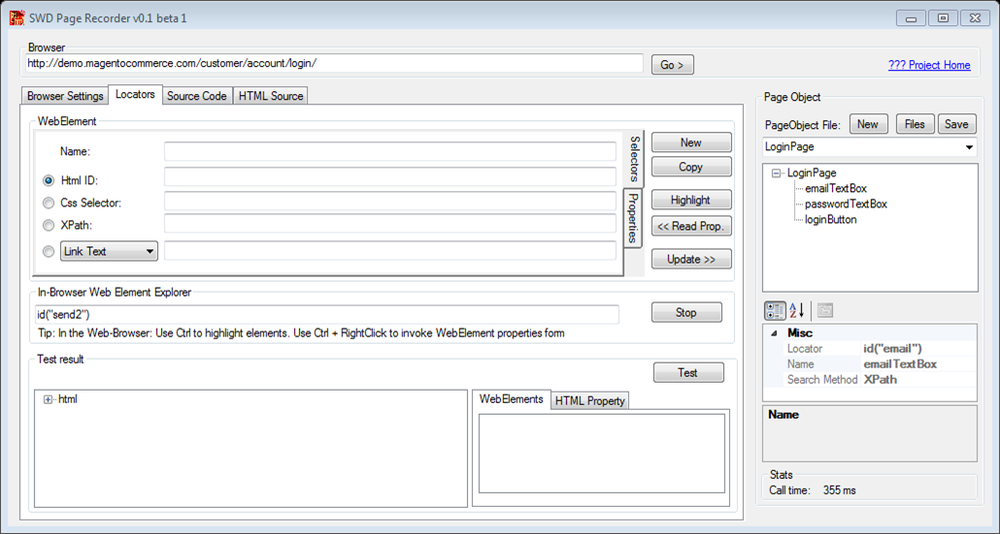 SWD Page Recorder v0.1 beta 1
Browser
http://demo.magentocommerce.com/customer/account/login/
Go >
??? Project Home
Browser Settings
Locators
Source Code
HTML Source
WebElement
Name:
Html ID:
Css Selector:
XPath:
Link Text
Selectors
Properties
New
Copy
Highlight
<< Read Prop.
Update >>
In-Browser Web Element Explorer
id("send2")
Stop
Tip: In the Web-Browser: Use Ctrl to highlight elements. Use Ctrl + RightClick to invoke WebElement properties form
Test result
Test
html
WebElements
HTML Property
Page Object
PageObject File:
New
Files
Save
LoginPage
LoginPage
emailTextBox
passwordTextBox
loginButton
Misc
Locator id("email")
Name emailTextBox
Search Method XPath
Name
Stats
Call time: 355 ms